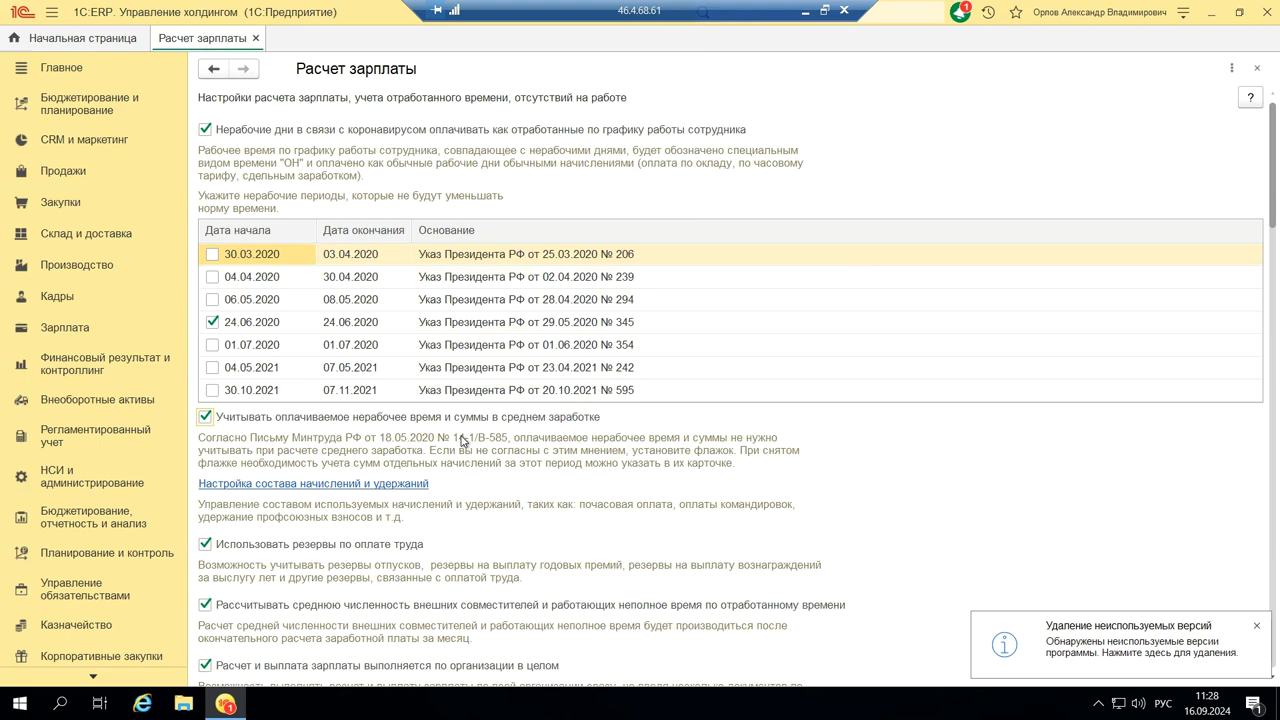 1С:ERP. Управление холдингом (1С:Предприятие)
46.4.68.61
1
Орлов Александр Владимирович
Начальная страница
Расчет зарплаты
Главное
Бюджетирование и
планирование
CRM и маркетинг
Продажи
Закупки
Склад и доставка
Производство
Кадры
Зарплата
Финансовый результат и
контроллинг
Внеоборотные активы
Регламентированный
учет
НСИ и
администрирование
Бюджетирование,
отчетность и анализ
Планирование и контроль
Управление
обязательствами
Казначейство
Корпоративные закупки
Расчет зарплаты
Настройки расчета зарплаты, учета отработанного времени, отсутствий на работе
?
Нерабочие дни в связи с коронавирусом оплачивать как отработанные по графику работы сотрудника
Рабочее время по графику работы сотрудника, совпадающее с нерабочими днями, будет обозначено специальным
видом времени "ОН" и оплачено как обычные рабочие дни обычными начислениями (оплата по окладу, по часовому
тарифу, сдельным заработком).
Укажите нерабочие периоды, которые не будут уменьшать
норму времени.
Дата начала Дата окончания Основание
30.03.2020 03.04.2020 Указ Президента РФ от 25.03.2020 № 206
04.04.2020 30.04.2020 Указ Президента РФ от 02.04.2020 № 239
06.05.2020 08.05.2020 Указ Президента РФ от 28.04.2020 № 294
24.06.2020 24.06.2020 Указ Президента РФ от 29.05.2020 № 345
01.07.2020 01.07.2020 Указ Президента РФ от 01.06.2020 № 354
04.05.2021 07.05.2021 Указ Президента РФ от 23.04.2021 № 242
30.10.2021 07.11.2021 Указ Президента РФ от 20.10.2021 № 595
Учитывать оплачиваемое нерабочее время и суммы в среднем заработке
Согласно Письму Минтруда РФ от 18.05.2020 № 14-1/В-585, оплачиваемое нерабочее время и суммы не нужно
учитывать при расчете среднего заработка. Если вы не согласны с этим мнением, установите флажок. При снятом
флажке необходимость учета сумм отдельных начислений за этот период можно указать в их карточке.
Настройка состава начислений и удержаний
Управление составом используемых начислений и удержаний, таких как: почасовая оплата, оплаты командировок,
удержание профсоюзных взносов и т.д.
Использовать резервы по оплате труда
Возможность учитывать резервы отпусков, резервы на выплату годовых премий, резервы на выплату вознаграждений
за выслугу лет и другие резервы, связанные с оплатой труда.
Рассчитывать среднюю численность внешних совместителей и работающих неполное время по отработанному времени
Расчет средней численности внешних совместителей и работающих неполное время будет производиться после
окончательного расчета заработной платы за месяц.
Расчет и выплата зарплаты выполняется по организации в целом
Удаление неиспользуемых версий
Обнаружены неиспользуемые версии
программы. Нажмите здесь для удаления.
РУС
11:28
16.09.2024
1